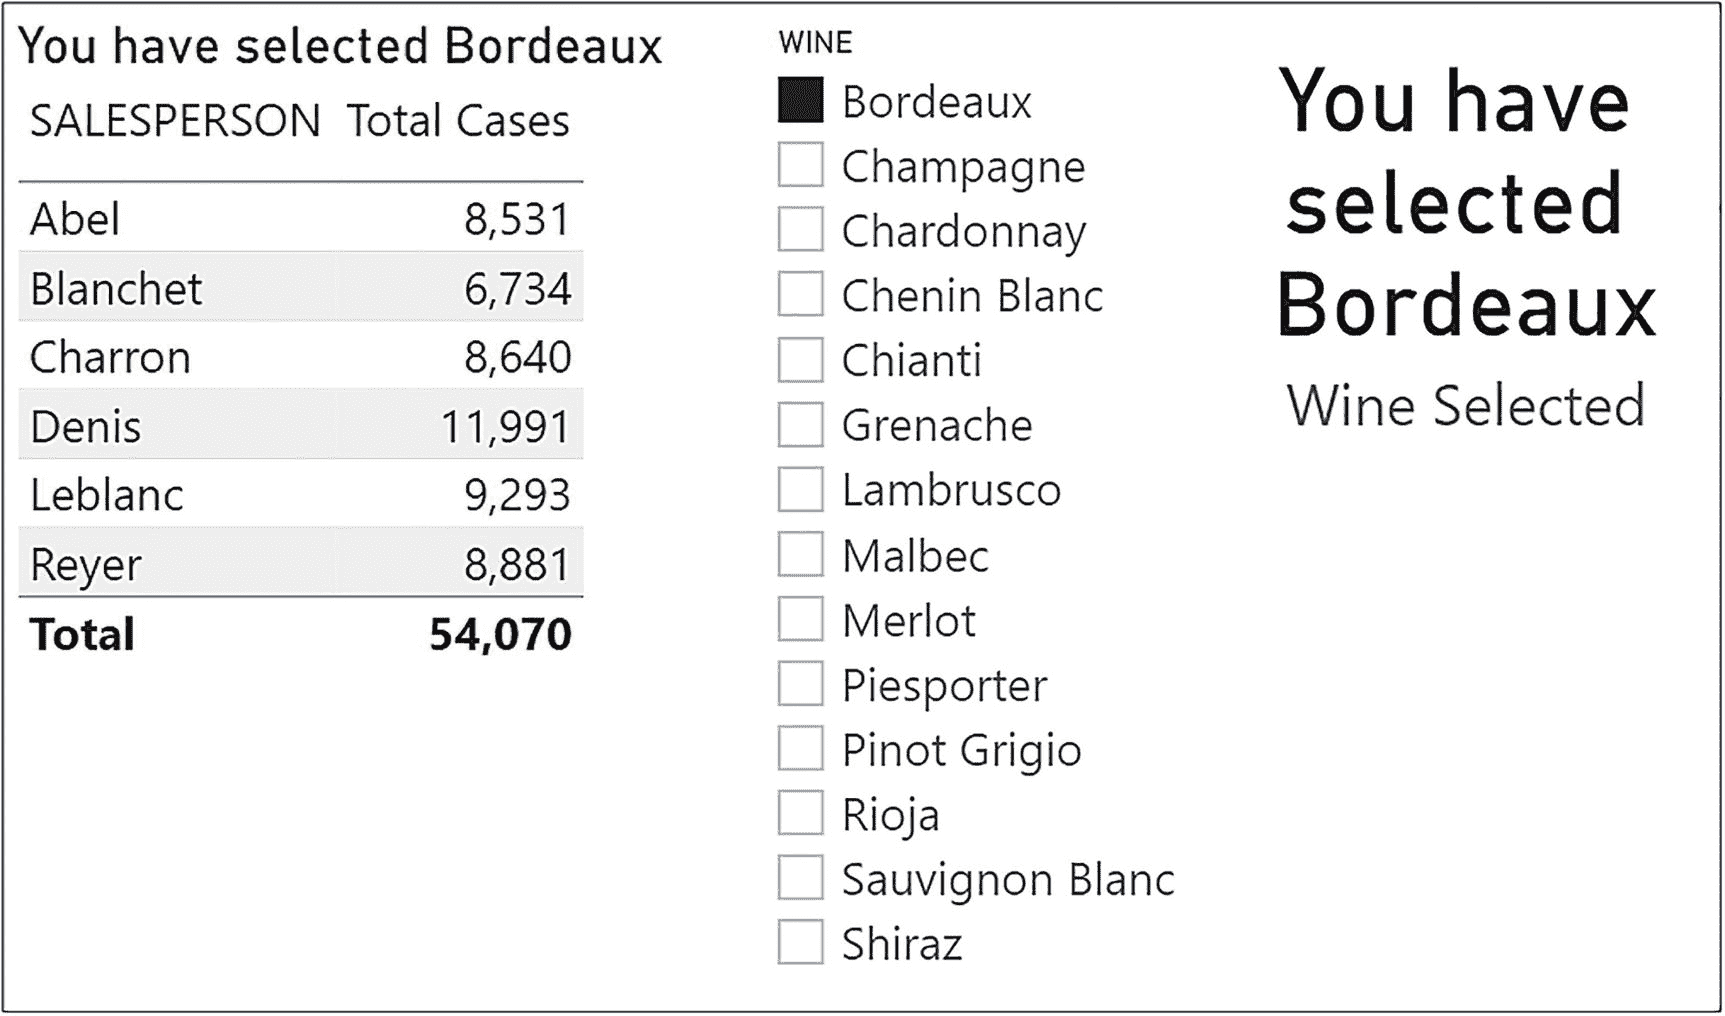 You have selected Bordeaux
SALESPERSON Total Cases
Abel 8,531
Blanchet 6,734
Charron 8,640
Denis 11,991
Leblanc 9,293
Reyer 8,881
Total 54,070
WINE
Bordeaux
Champagne
Chardonnay
Chenin Blanc
Chianti
Grenache
Lambrusco
Malbec
Merlot
Piesporter
Pinot Grigio
Rioja
Sauvignon Blanc
Shiraz
You have
selected
Bordeaux
Wine Selected